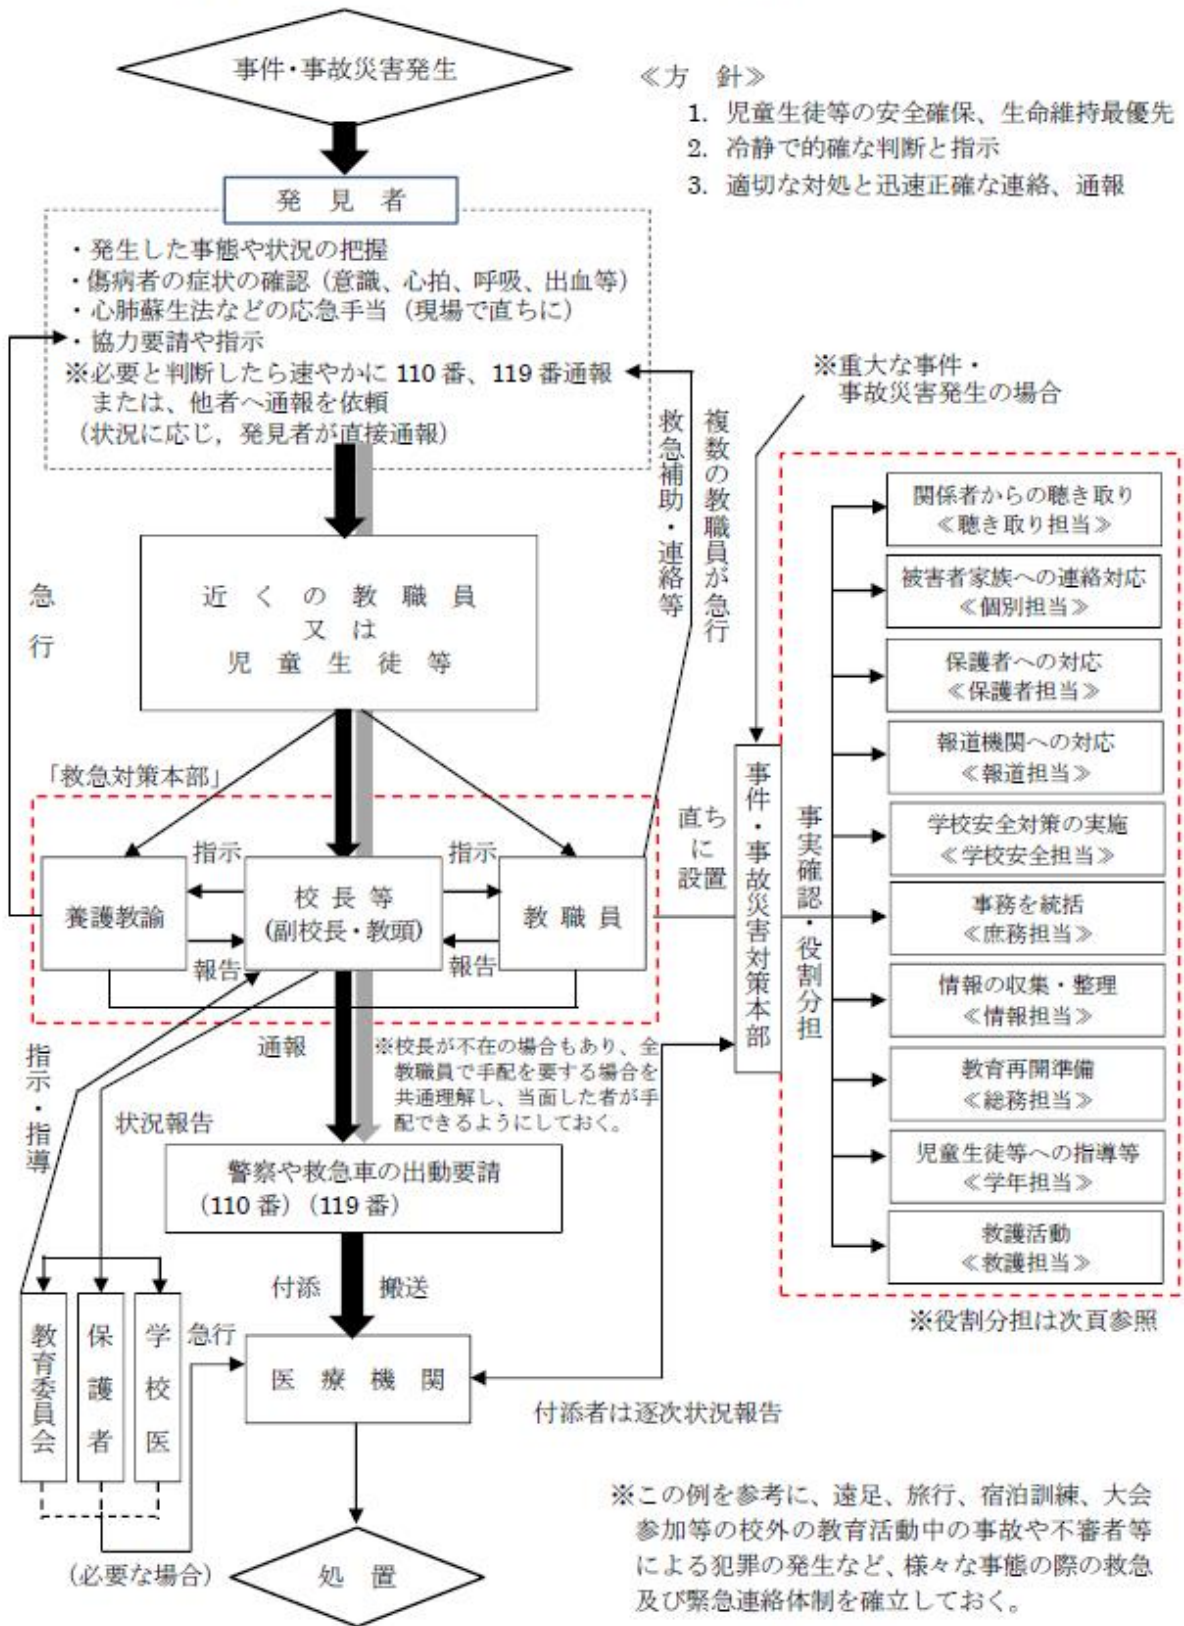 事件・事故災害発生
≪方　針≫
1. 児童生徒等の安全確保、生命維持最優先
2. 冷静で的確な判断と指示
3. 適切な対処と迅速正確な連絡、通報
発　見　者
・発生した事態や状況の把握
・傷病者の症状の確認（意識、心拍、呼吸、出血等）
・心肺蘇生法などの応急手当（現場で直ちに）
・協力要請や指示
※必要と判断したら速やかに 110 番、119 番通報
または、他者へ通報を依頼
（状況に応じ，発見者が直接通報）
※重大な事件・
事故災害発生の場合
複数の教職員が急行
救急補助・連絡等
急行
近　く　の　教　職　員
又　は
児　童　生　徒　等
「救急対策本部」
指示
指示
養護教諭
校 長 等
(副校長・教頭)
教 職 員
報告
報告
直ち
に
設置
事件・事故災害対策本部
事実確認・役割分担
関係者からの聴き取り
≪聴き取り担当≫
被害者家族への連絡対応
≪個別担当≫
保護者への対応
≪保護者担当≫
報道機関への対応
≪報道担当≫
学校安全対策の実施
≪学校安全担当≫
事務を統括
≪庶務担当≫
情報の収集・整理
≪情報担当≫
教育再開準備
≪総務担当≫
児童生徒等への指導等
≪学年担当≫
救護活動
≪救護担当≫
※役割分担は次頁参照
通報
※校長が不在の場合もあり、全
教職員で手配を要する場合を
共通理解し、当面した者が手
配できるようにしておく。
指示・指導
状況報告
警察や救急車の出動要請
（110 番）（119 番）
付添
搬送
教育委員会
保護者
学校医
急行
医　療　機　関
付添者は逐次状況報告
(必要な場合)
処　置
※この例を参考に、遠足、旅行、宿泊訓練、大会
参加等の校外の教育活動中の事故や不審者等
による犯罪の発生など、様々な事態の際の救急
及び緊急連絡体制を確立しておく。